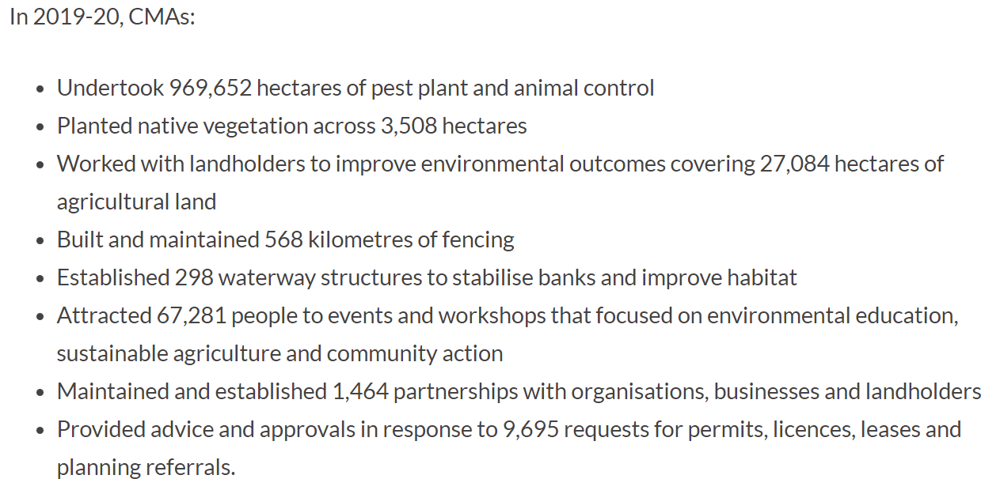 In 2019-20, CMAs:
• Undertook 969,652 hectares of pest plant and animal control
• Planted native vegetation across 3,508 hectares
• Worked with landholders to improve environmental outcomes covering 27,084 hectares of
agricultural land
• Built and maintained 568 kilometres of fencing
• Established 298 waterway structures to stabilise banks and improve habitat
• Attracted 67,281 people to events and workshops that focused on environmental education,
sustainable agriculture and community action
• Maintained and established 1,464 partnerships with organisations, businesses and landholders
• Provided advice and approvals in response to 9,695 requests for permits, licences, leases and
planning referrals.